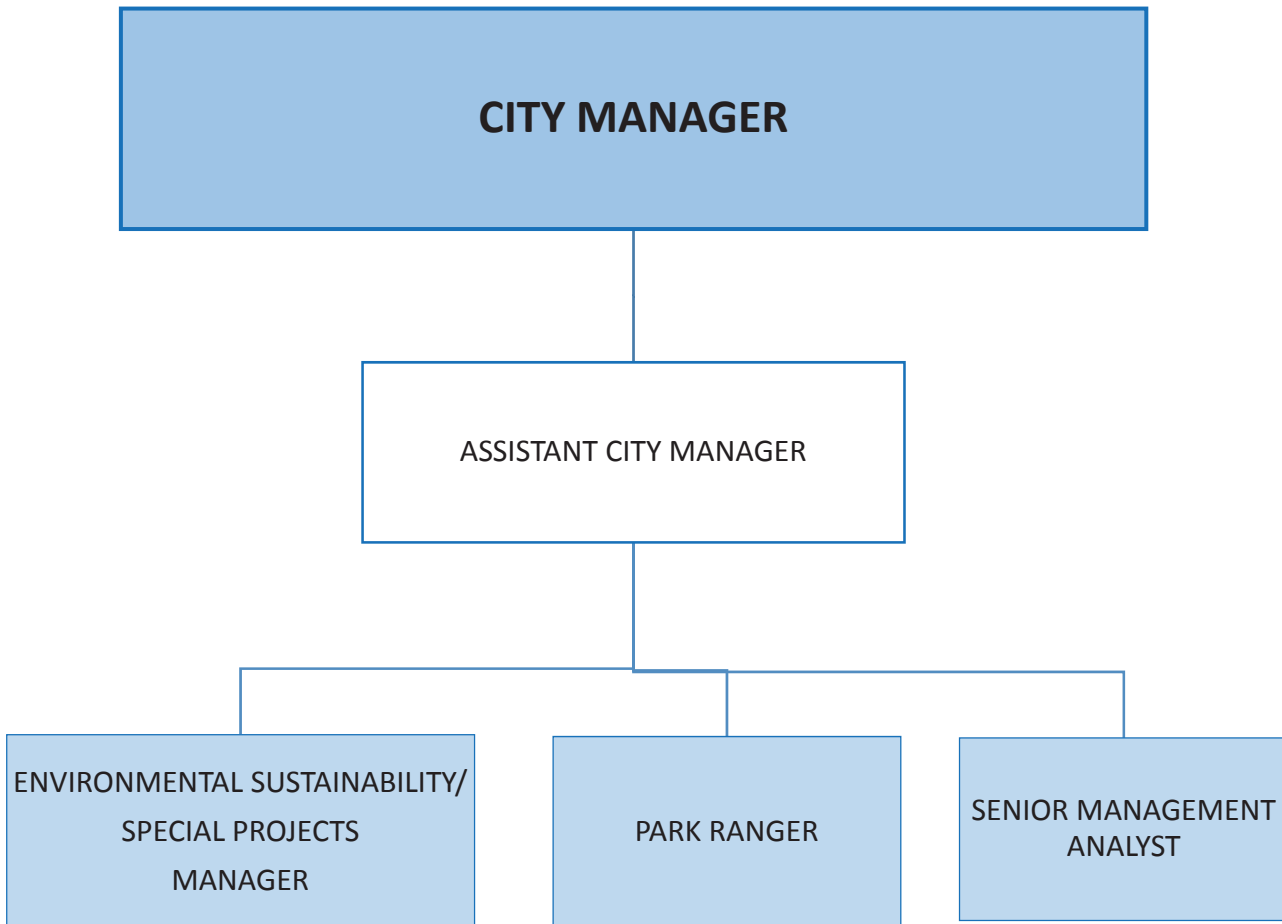 CITY MANAGER
ASSISTANT CITY MANAGER
ENVIRONMENTAL SUSTAINABILITY/
SPECIAL PROJECTS
MANAGER
PARK RANGER
SENIOR MANAGEMENT
ANALYST